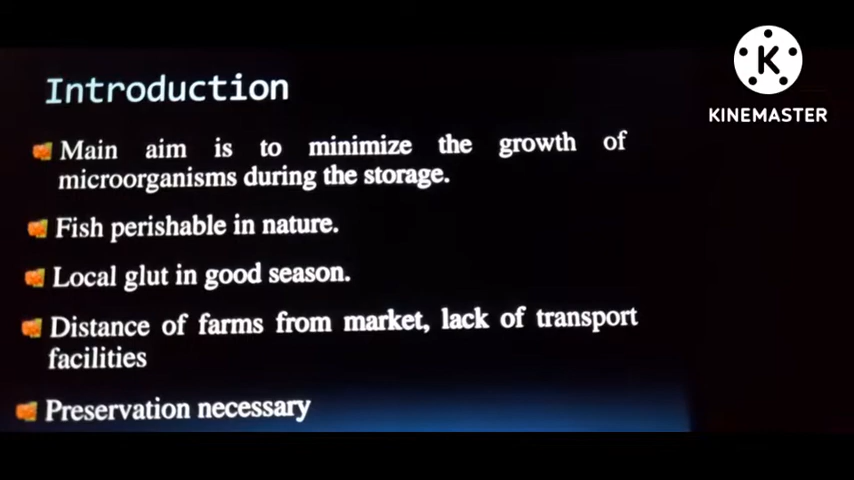 Introduction
Main aim is to minimize the growth of
microorganisms during the storage.
Fish perishable in nature.
Local glut in good season.
Distance of farms from market, lack of transport
facilities
Preservation necessary
K
KINEMASTER